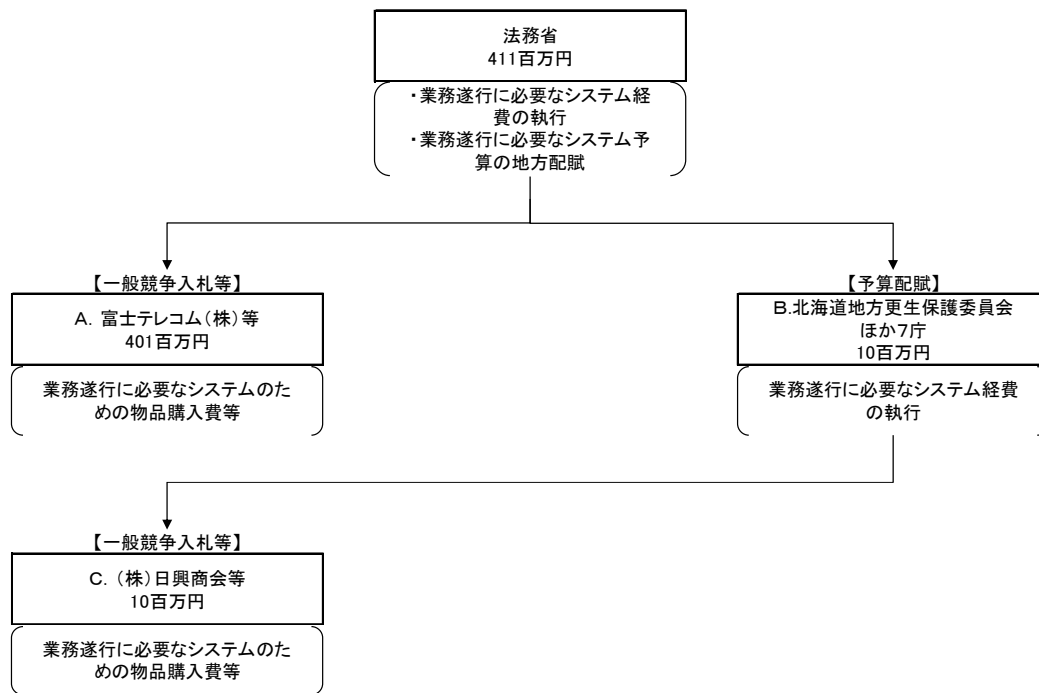 法務省
411百万円
・業務遂行に必要なシステム経
費の執行
・業務遂行に必要なシステム予
算の地方配賦
【一般競争入札等】
A．富士テレコム（株）等
401百万円
業務遂行に必要なシステムのた
めの物品購入費等
【予算配賦】
B.北海道地方更生保護委員会
ほか７庁
10百万円
業務遂行に必要なシステム経費
の執行
【一般競争入札等】
C．（株）日興商会等
10百万円
業務遂行に必要なシステムのた
めの物品購入費等